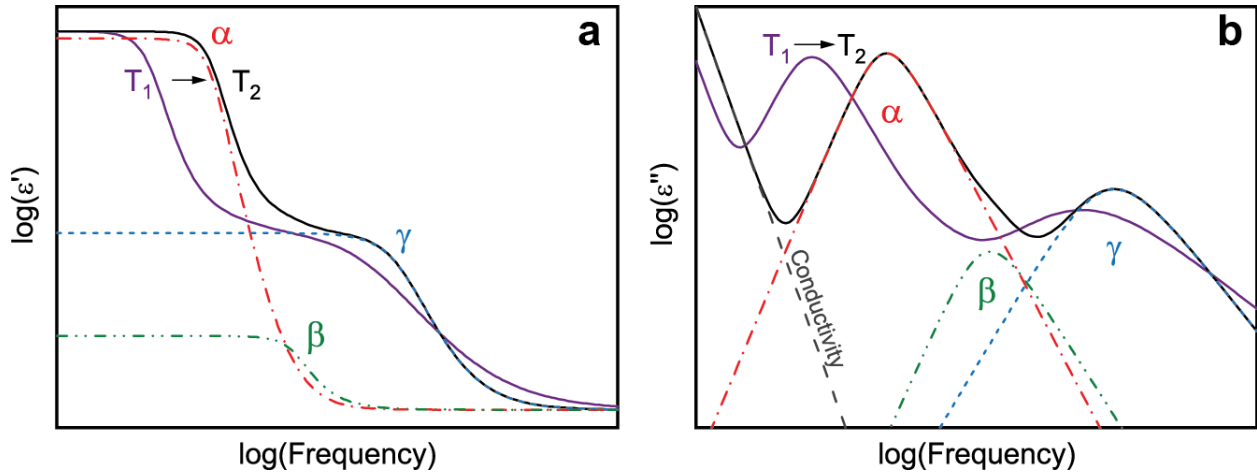 a
α
T₁ → T₂
γ
β
log(ε')
log(Frequency)
b
T₁ → T₂
α
γ
β
Conductivity
log(ε")
log(Frequency)